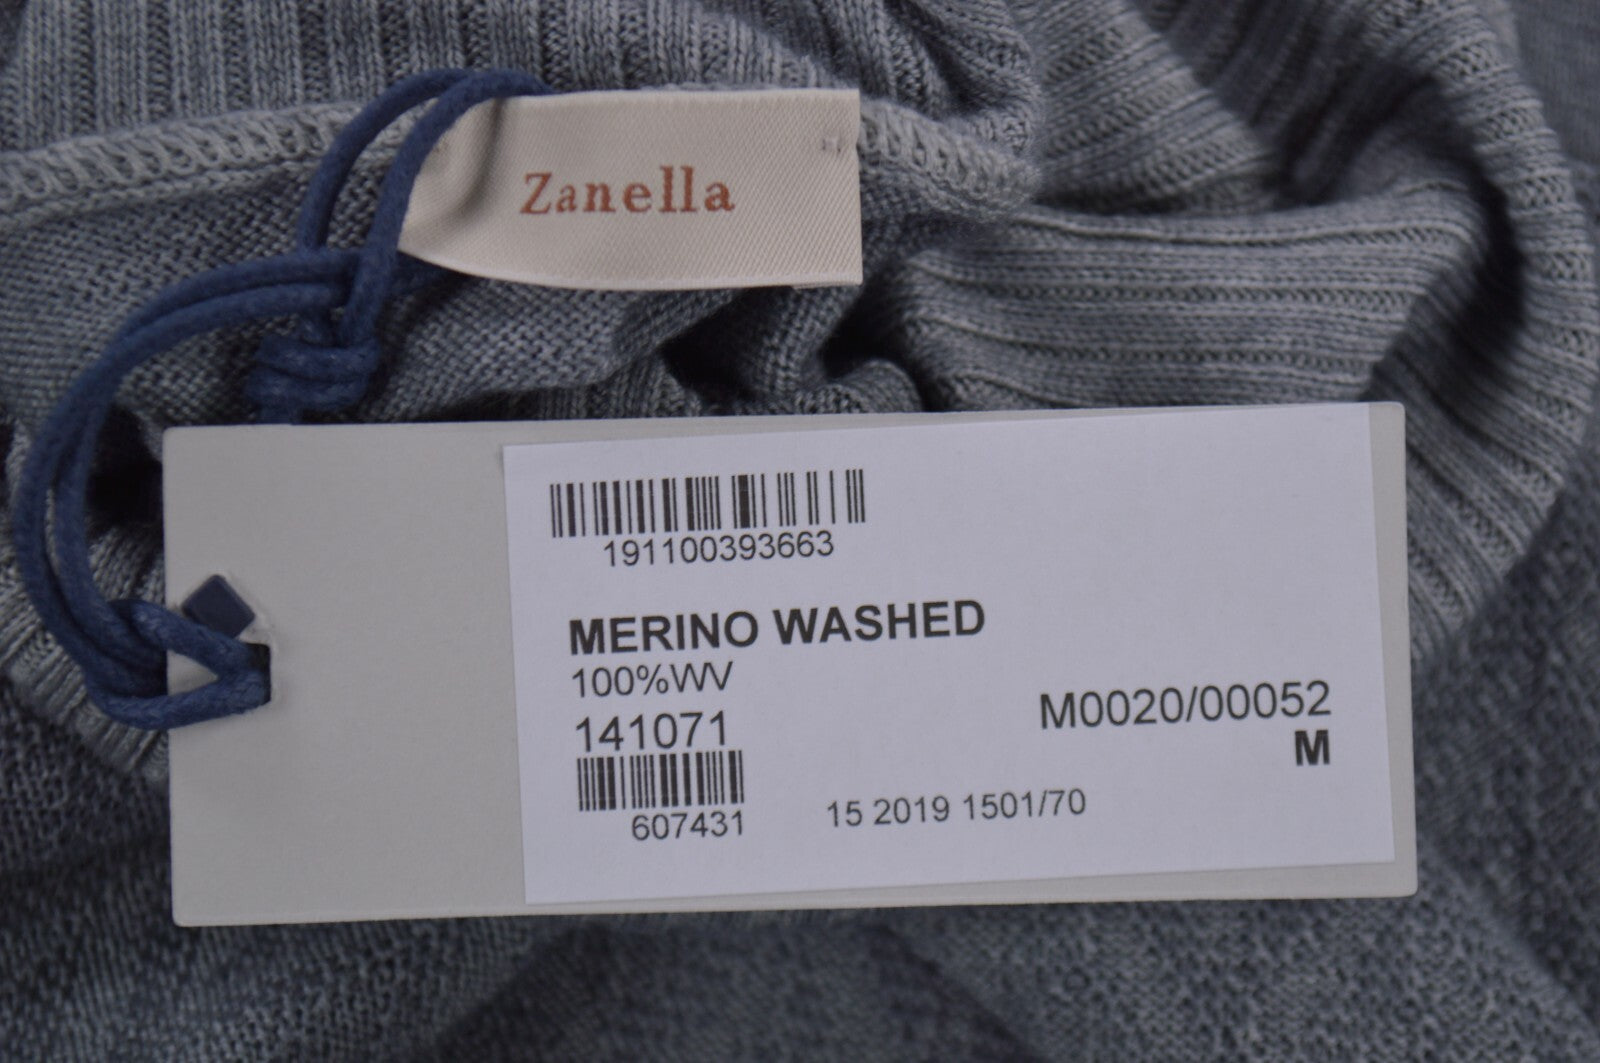 Zanella
191100393663
MERINO WASHED
100%WV
141071
M0020/00052
M
607431
15 2019 1501/70